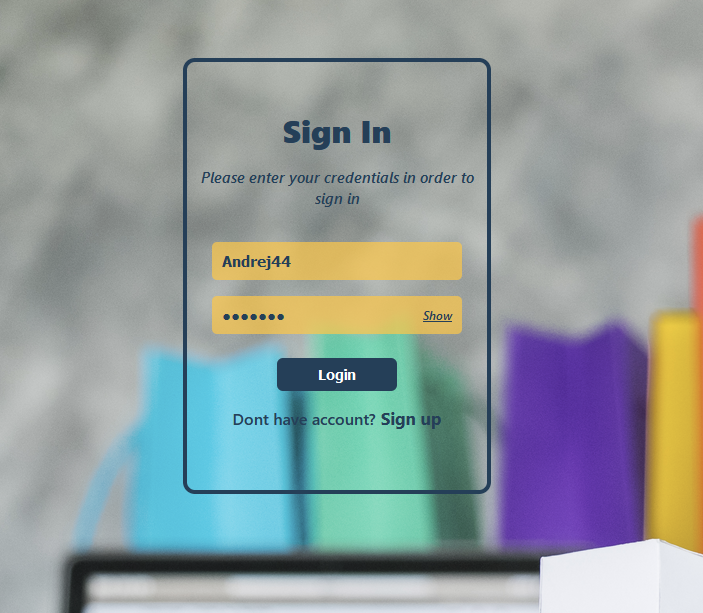 Sign In
Please enter your credentials in order to
sign in
Andrej44
●●●●●●● Show
Login
Dont have account? Sign up